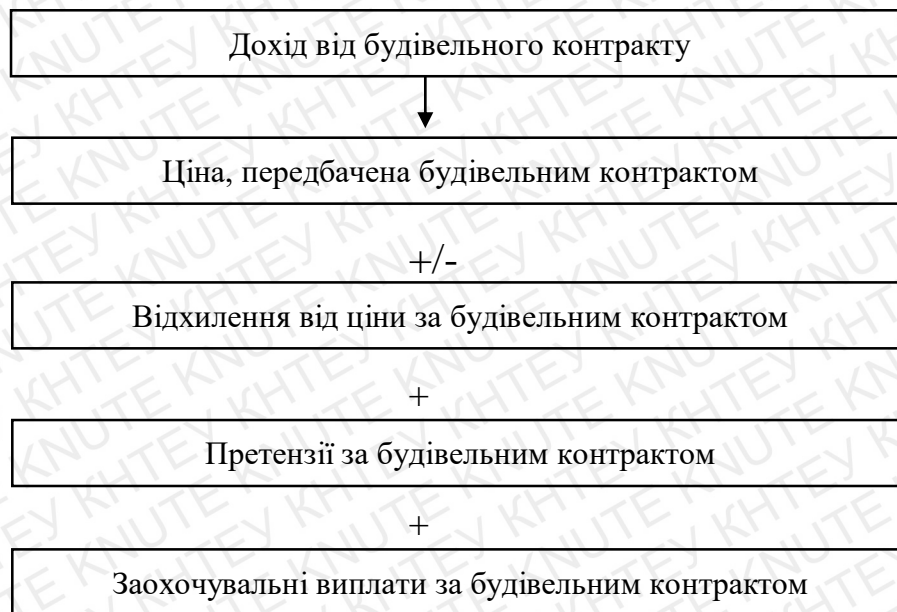 Дохід від будівельного контракту
Ціна, передбачена будівельним контрактом
+/-
Відхилення від ціни за будівельним контрактом
+
Претензії за будівельним контрактом
+
Заохочувальні виплати за будівельним контрактом